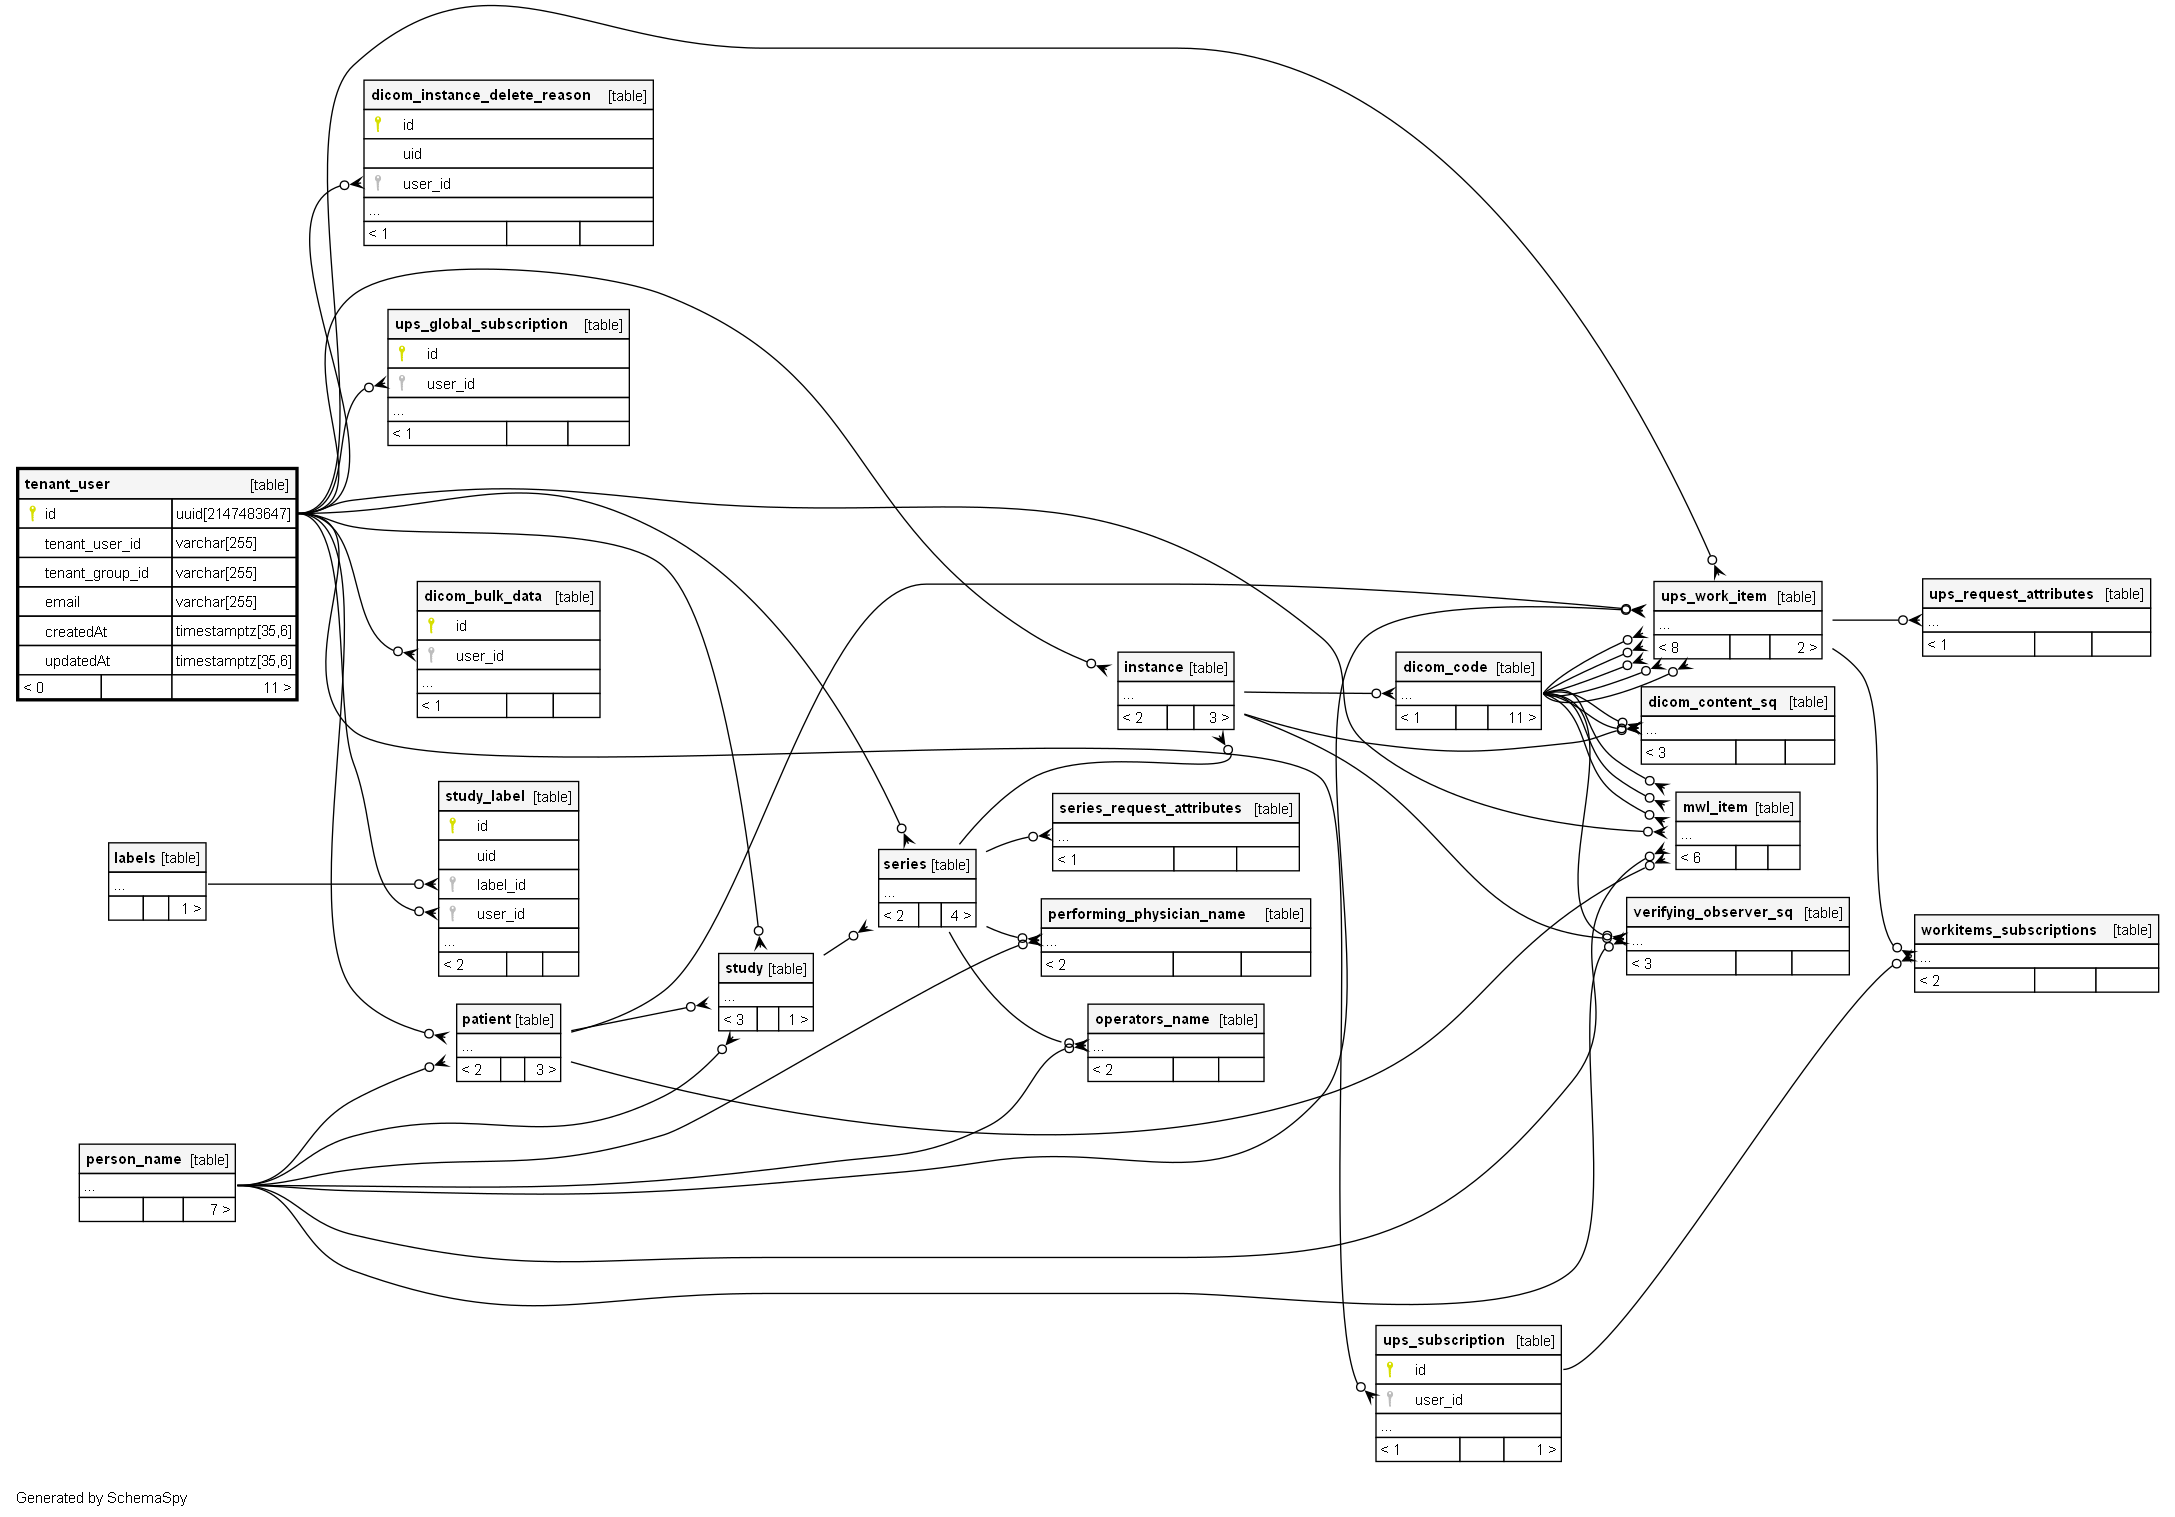 dicom_instance_delete_reason [table]
id
uid
user_id
...
< 1
ups_global_subscription [table]
id
user_id
...
< 1
tenant_user [table]
id uuid[2147483647]
tenant_user_id varchar[255]
tenant_group_id varchar[255]
email varchar[255]
createdAt timestamptz[35,6]
updatedAt timestamptz[35,6]
< 0 11 >
dicom_bulk_data [table]
id
user_id
...
< 1
ups_work_item [table]
...
< 8 2 >
ups_request_attributes [table]
...
< 1
instance [table]
...
< 2 3 >
dicom_code [table]
...
< 1 11 >
dicom_content_sq [table]
...
< 3
study_label [table]
id
uid
label_id
user_id
...
< 2
labels [table]
...
1 >
series [table]
...
< 2 4 >
series_request_attributes [table]
...
< 1
mwl_item [table]
...
< 6
performing_physician_name [table]
...
< 2
verifying_observer_sq [table]
...
< 3
workitems_subscriptions [table]
...
< 2
study [table]
...
< 3 1 >
patient [table]
...
< 2 3 >
operators_name [table]
...
< 2
person_name [table]
...
7 >
ups_subscription [table]
id
user_id
...
< 1 1 >
Generated by SchemaSpy